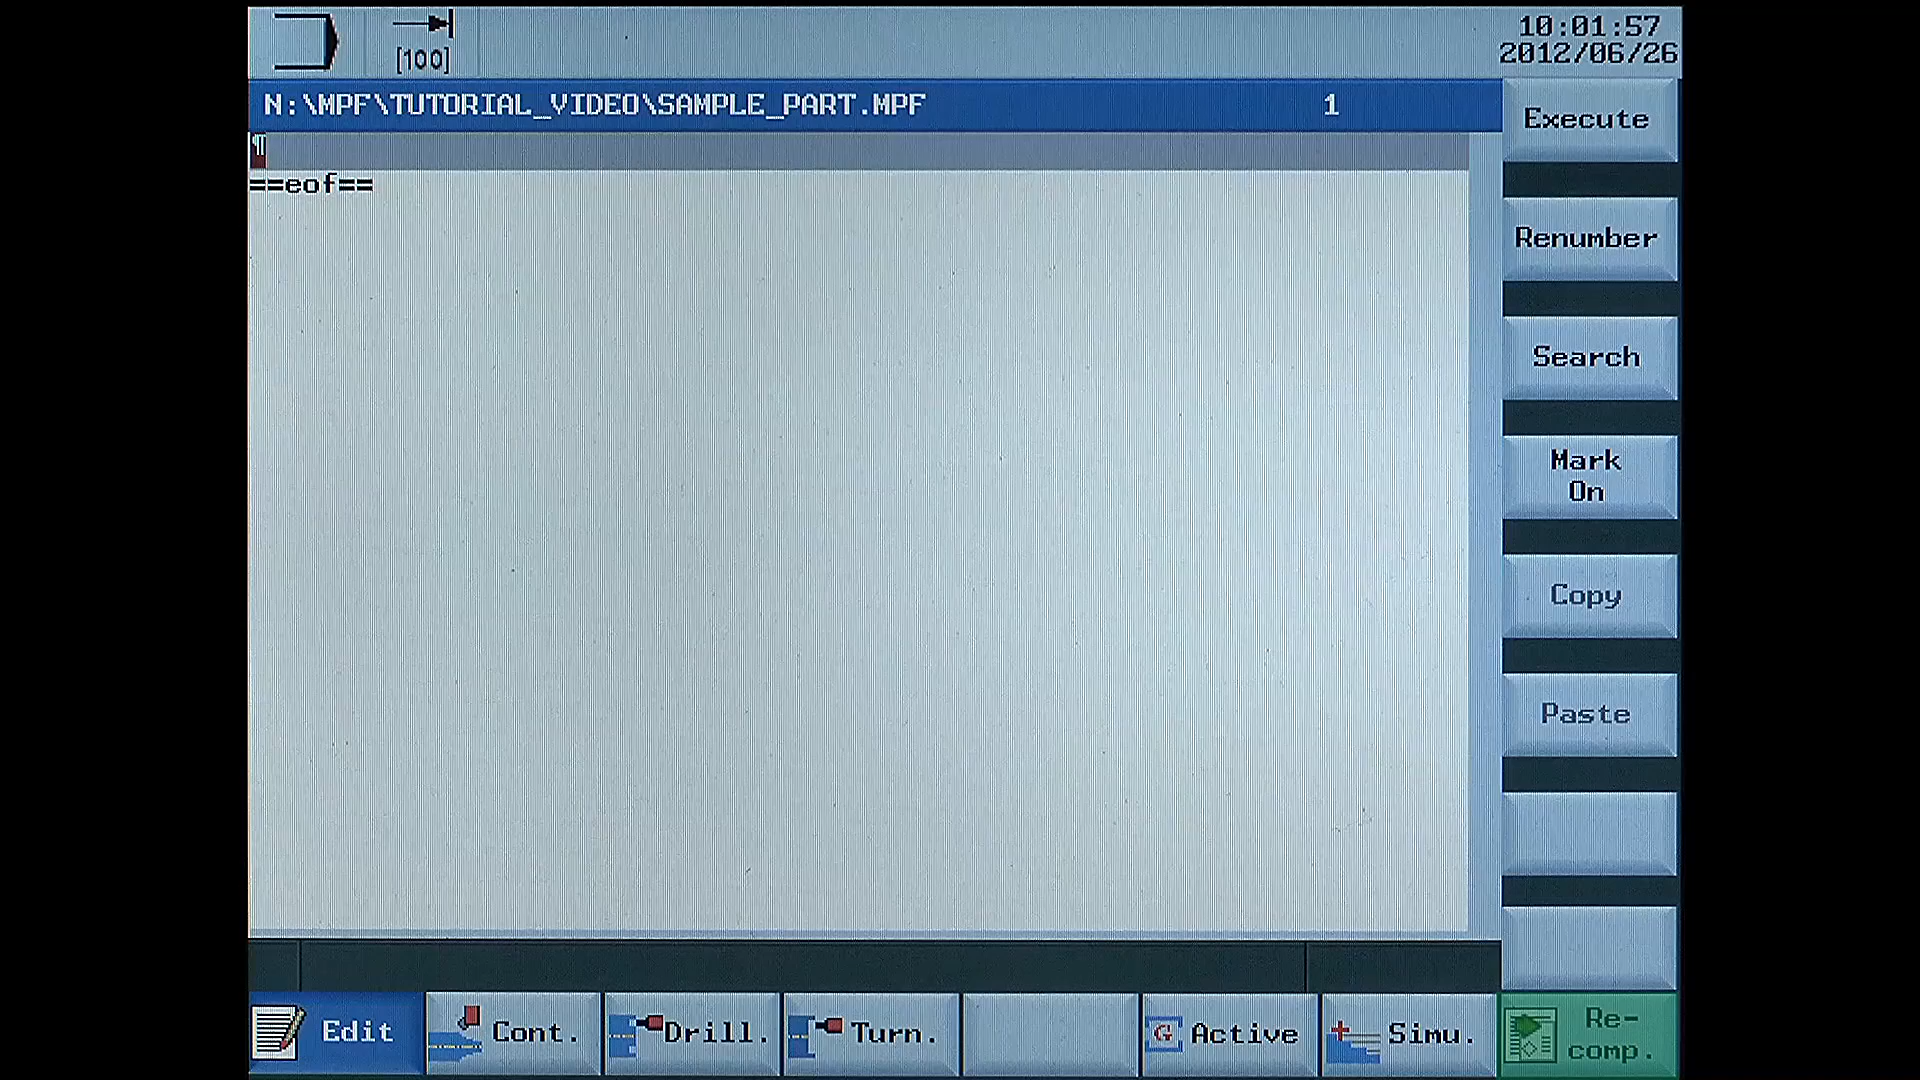 10:01:57
[100]
2012/06/26
N:\MPF\TUTORIAL_VIDEO\SAMPLE_PART.MPF 1
Execute
¶
==eof==
Renumber
Search
Mark
On
Copy
Paste
Edit
Cont.
Drill.
Turn.
G Active
Simu.
Re-
comp.